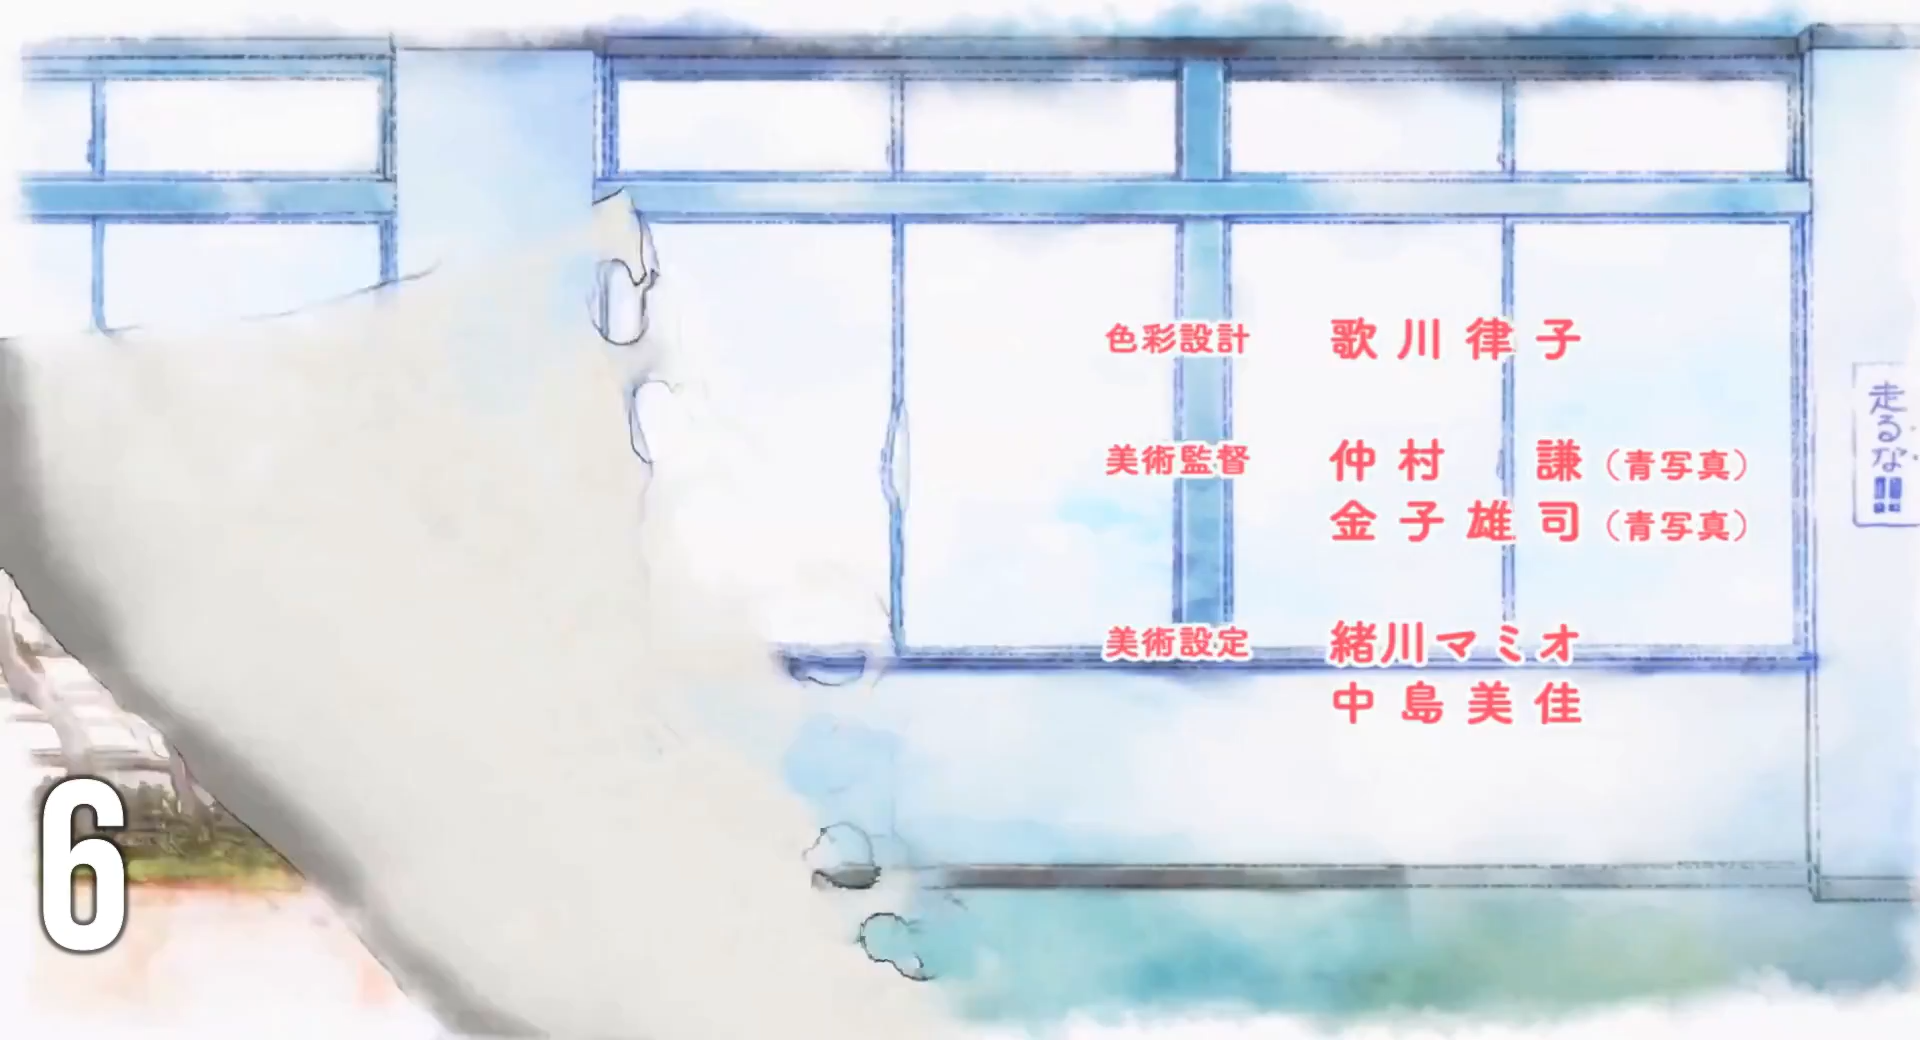 色彩設計 歌川律子
美術監督 仲村 謙（青写真）
金子雄司（青写真）
美術設定 緒川マミオ
中島美佳
走るな
6